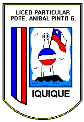 LICEO PARTICULAR
PDTE. ANIBAL PINTO G.
IQUIQUE